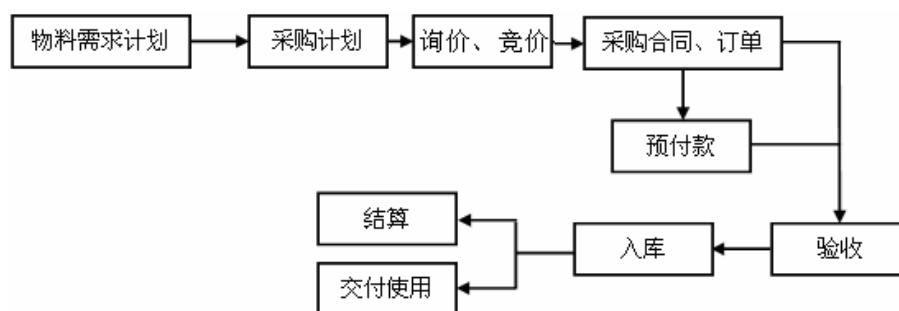 物料需求计划
采购计划
询价、竞价
采购合同、订单
预付款
验收
入库
结算
交付使用